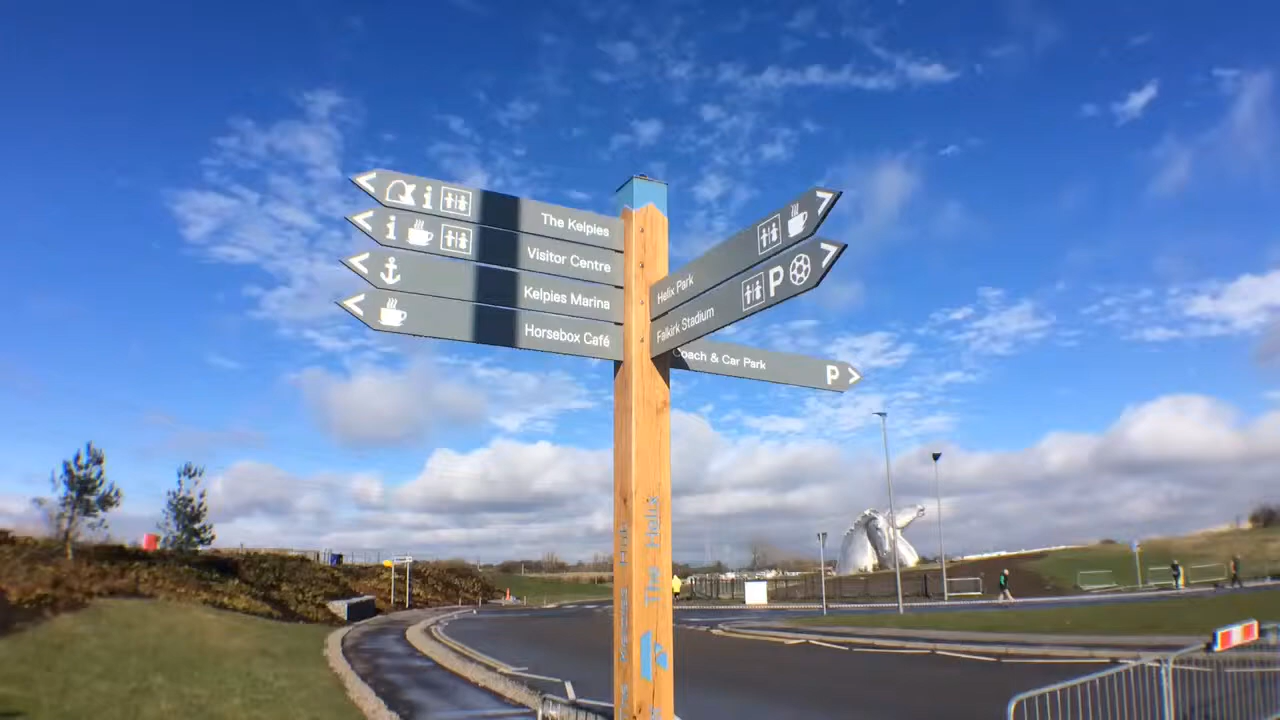 The Kelpies
Visitor Centre
Kelpies Marina
Horsebox Café
Helix Park
Falkirk Stadium
P
Coach & Car Park
P
The Helix